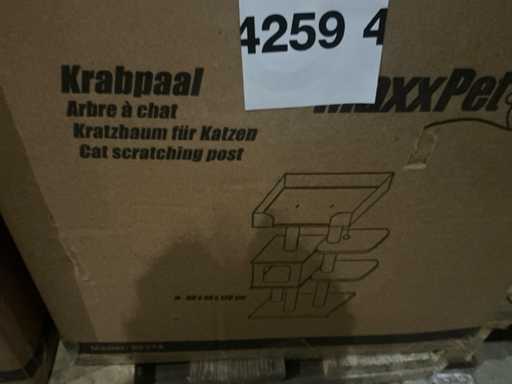 4259 4
Krabpaal
MaxxPet
Arbre à chat
Kratzbaum für Katzen
Cat scratching post